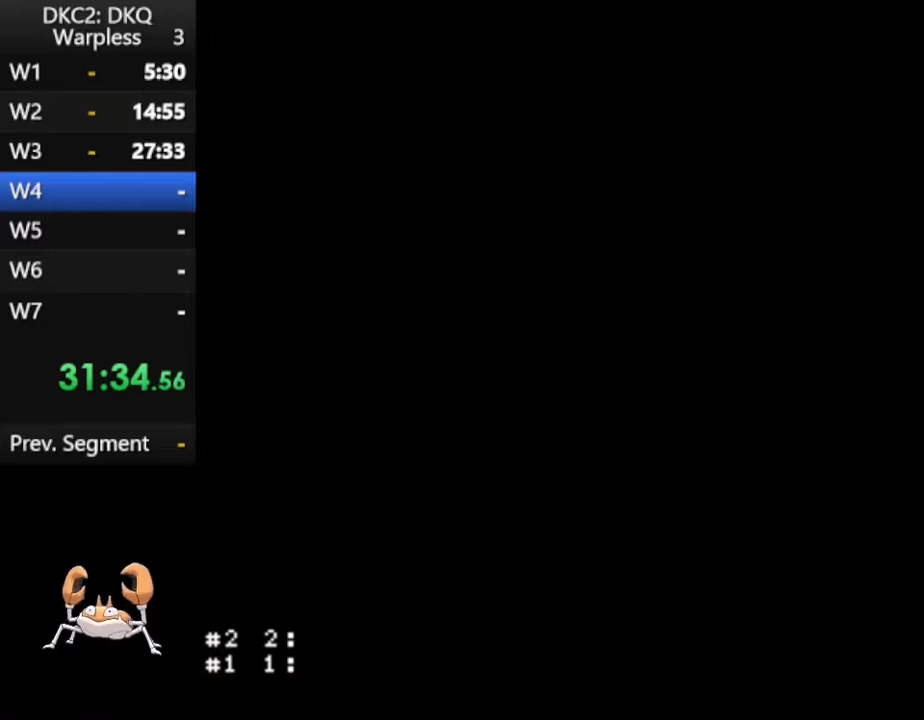 DKC2: DKQ
Warpless 3
W1 - 5:30
W2 - 14:55
W3 - 27:33
W4 -
W5 -
W6 -
W7 -
31:34.56
Prev. Segment -
#2 2:
#1 1: